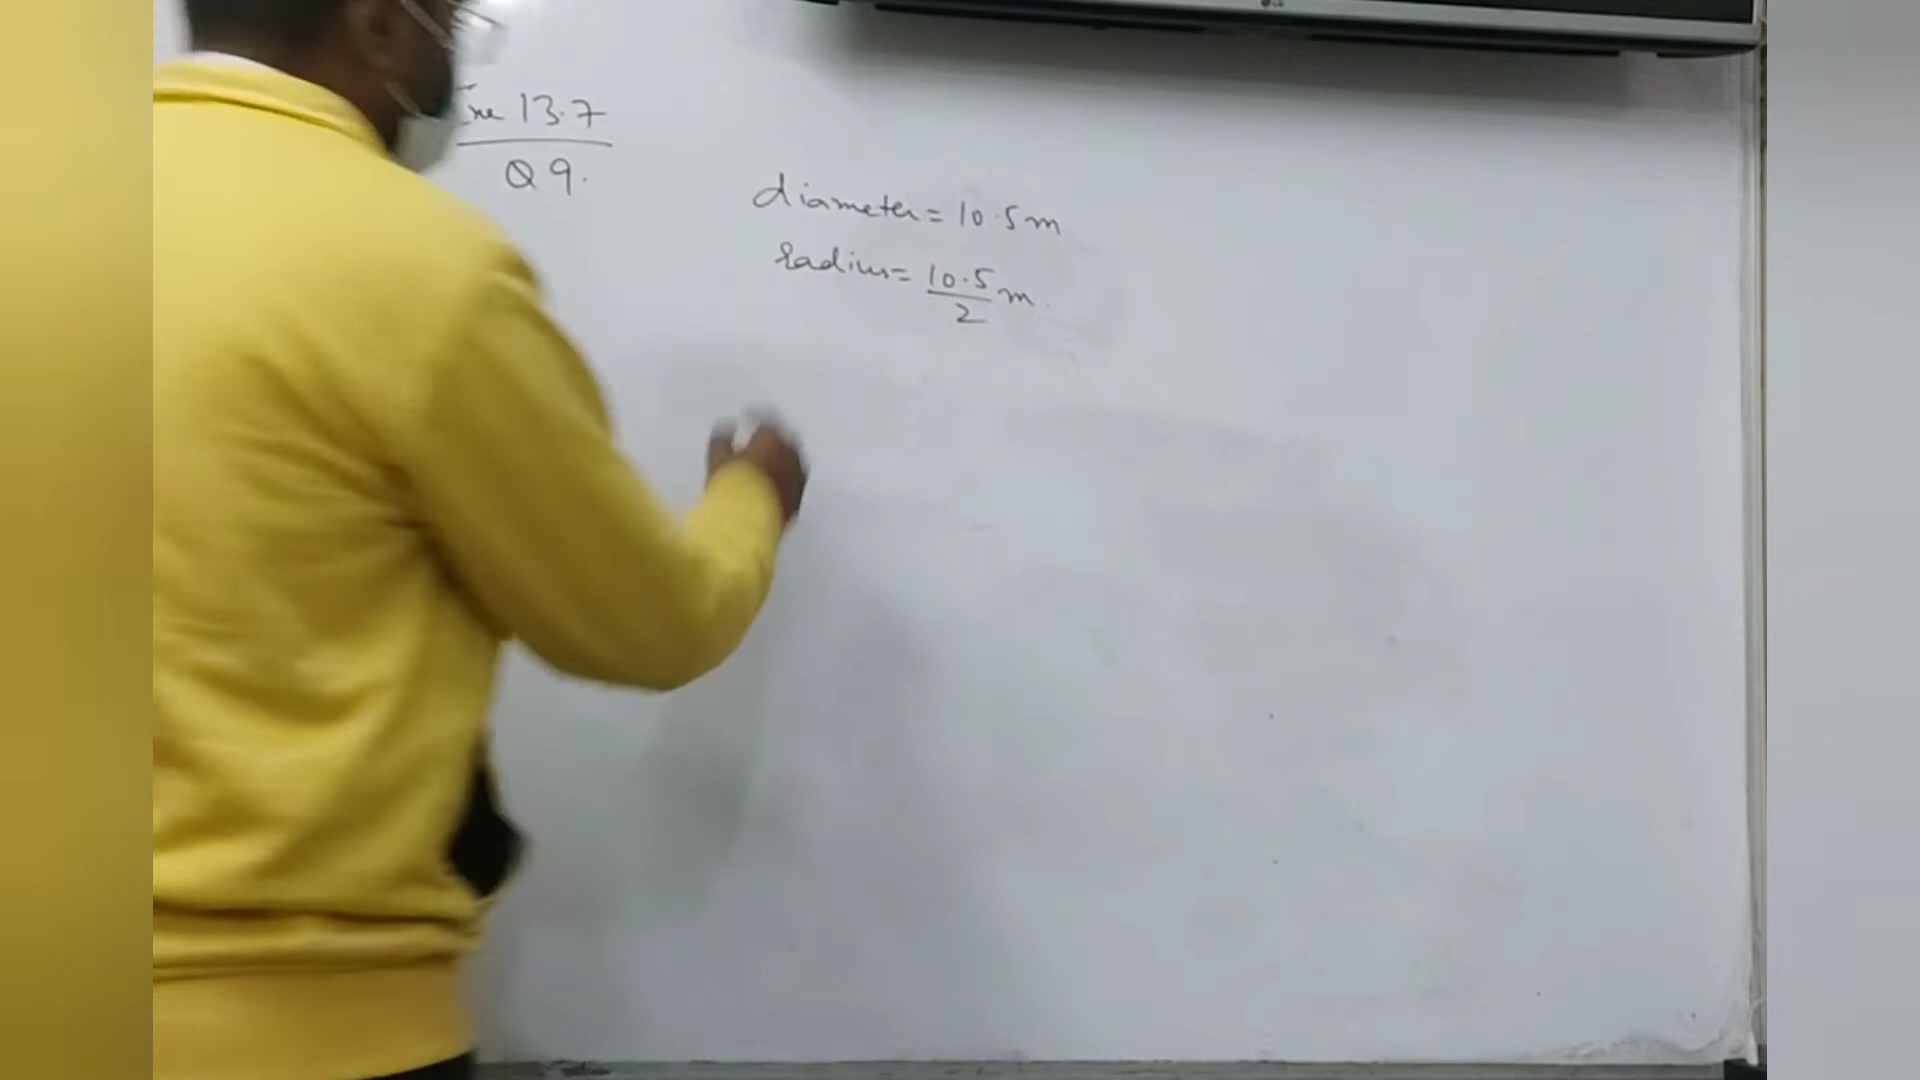 Exe 13.7
Q 9.
diameter = 10.5 m
radius = 10.5/2 m.